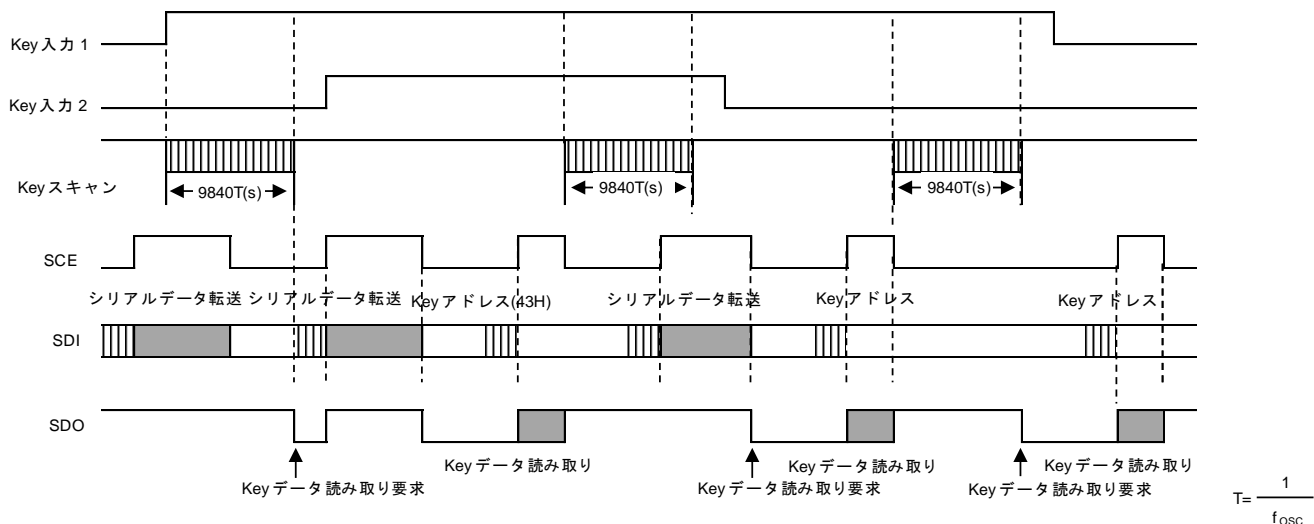 Key入力1
Key入力2
Keyスキャン
9840T(s)
9840T(s)
9840T(s)
SCE
シリアルデータ転送
シリアルデータ転送
Keyアドレス(43H)
シリアルデータ転送
Keyアドレス
Keyアドレス
SDI
SDO
Keyデータ読み取り
Keyデータ読み取り
Keyデータ読み取り
Keyデータ読み取り要求
Keyデータ読み取り要求
Keyデータ読み取り要求
T= 1
fosc